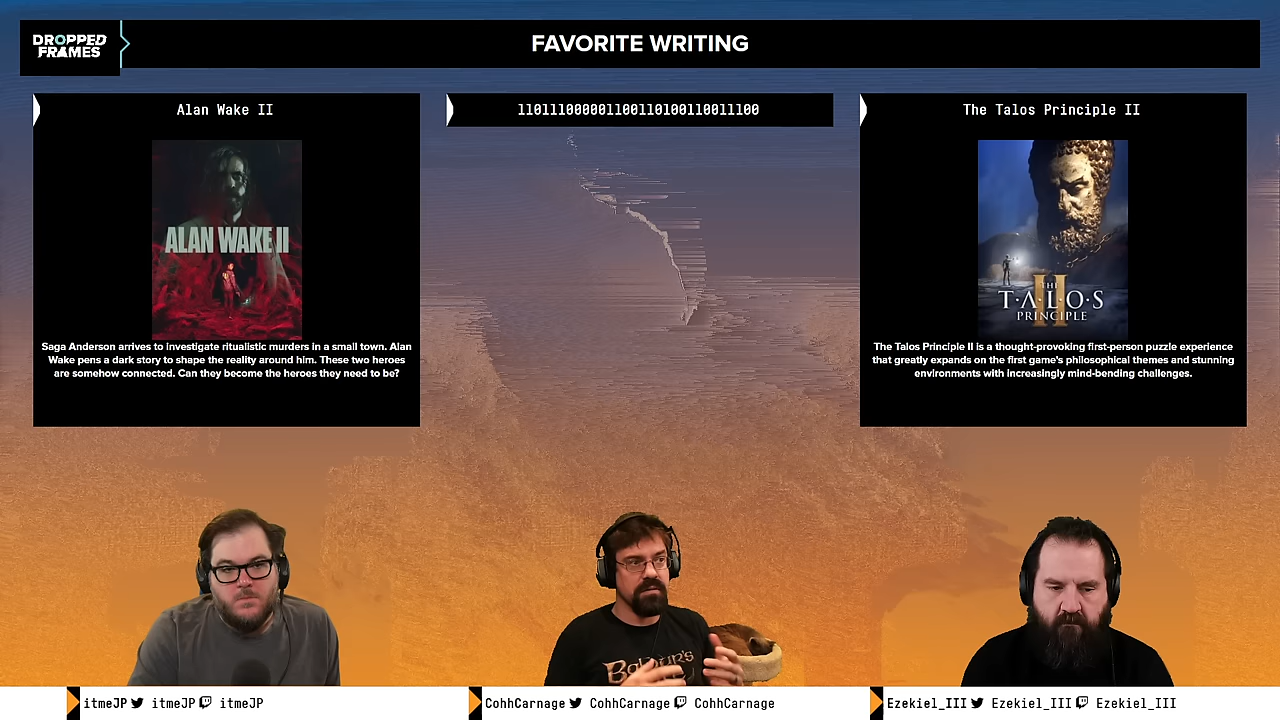 DROPPED
FRAMES
FAVORITE WRITING
Alan Wake II
ALAN WAKE II
Saga Anderson arrives to investigate ritualistic murders in a small town. Alan
Wake pens a dark story to shape the reality around him. These two heroes
are somehow connected. Can they become the heroes they need to be?
110111000001100110100110011100
The Talos Principle II
THE
II
TALOS
PRINCIPLE
The Talos Principle II is a thought-provoking first-person puzzle experience
that greatly expands on the first game's philosophical themes and stunning
environments with increasingly mind-bending challenges.
Baldur's
itmeJP itmeJP itmeJP
CohhCarnage CohhCarnage CohhCarnage
Ezekiel_III Ezekiel_III Ezekiel_III